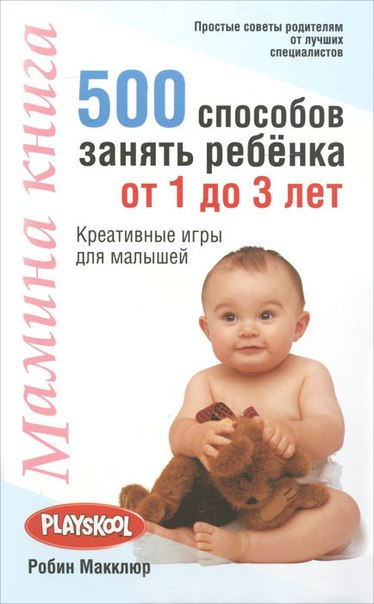 Простые советы родителям
от лучших
специалистов
Мамина книга
500 способов
занять ребёнка
от 1 до 3 лет
Креативные игры
для малышей
PLAYSKOOL
Робин Макклюр